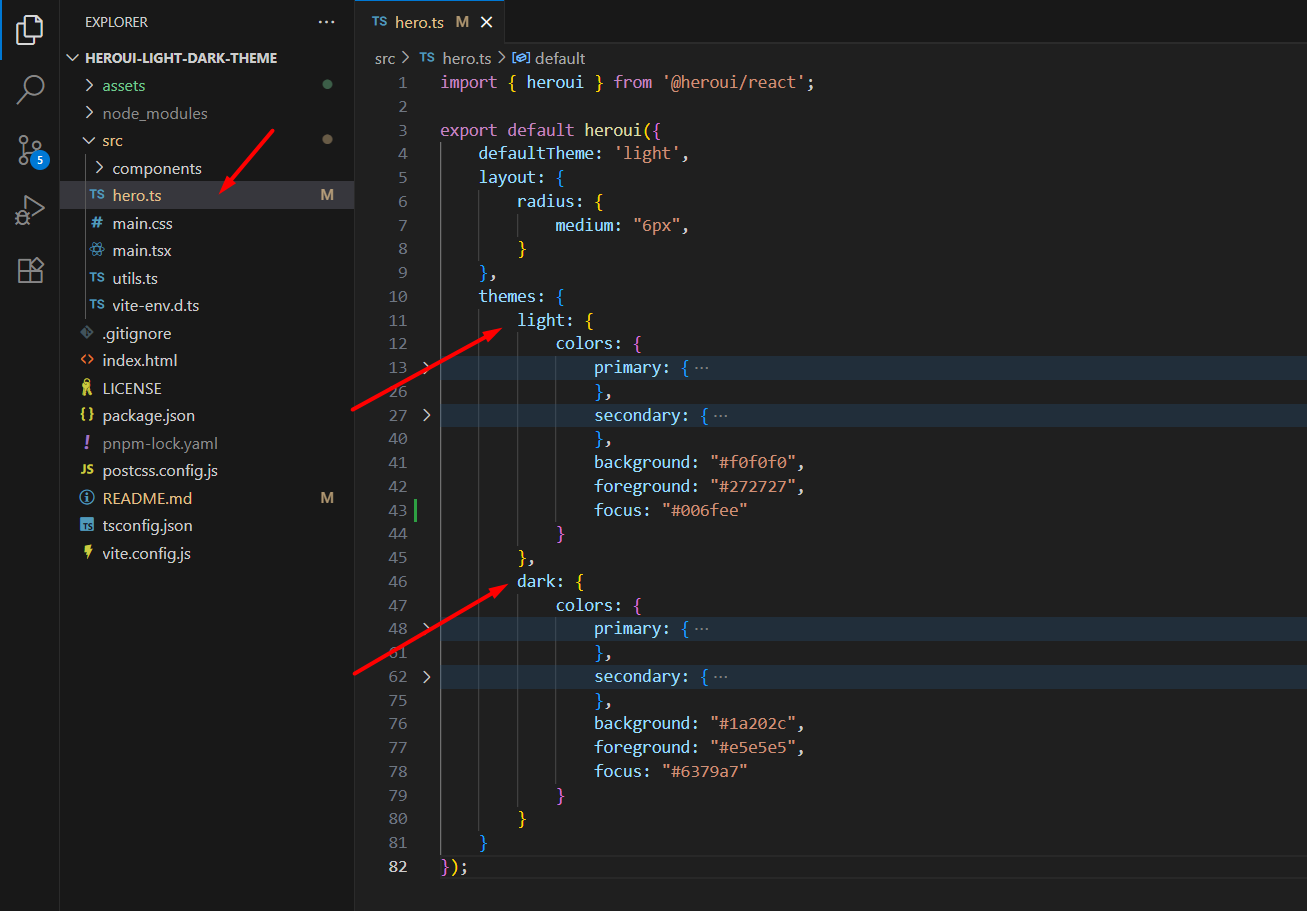 EXPLORER
HEROUI-LIGHT-DARK-THEME
assets
node_modules
src
components
TS hero.ts M
# main.css
main.tsx
TS utils.ts
TS vite-env.d.ts
.gitignore
<> index.html
LICENSE
{} package.json
! pnpm-lock.yaml
JS postcss.config.js
README.md M
TS tsconfig.json
vite.config.js
5
TS hero.ts M
src > TS hero.ts > default
1 import { heroui } from '@heroui/react';
2
3 export default heroui({
4     defaultTheme: 'light',
5     layout: {
6         radius: {
7             medium: "6px",
8         }
9     },
10     themes: {
11         light: {
12             colors: {
13                 primary: { ···
26                 },
27                 secondary: { ···
40                 },
41                 background: "#f0f0f0",
42                 foreground: "#272727",
43                 focus: "#006fee"
44             }
45         },
46         dark: {
47             colors: {
48                 primary: { ···
61                 },
62                 secondary: { ···
75                 },
76                 background: "#1a202c",
77                 foreground: "#e5e5e5",
78                 focus: "#6379a7"
79             }
80         }
81     }
82 });